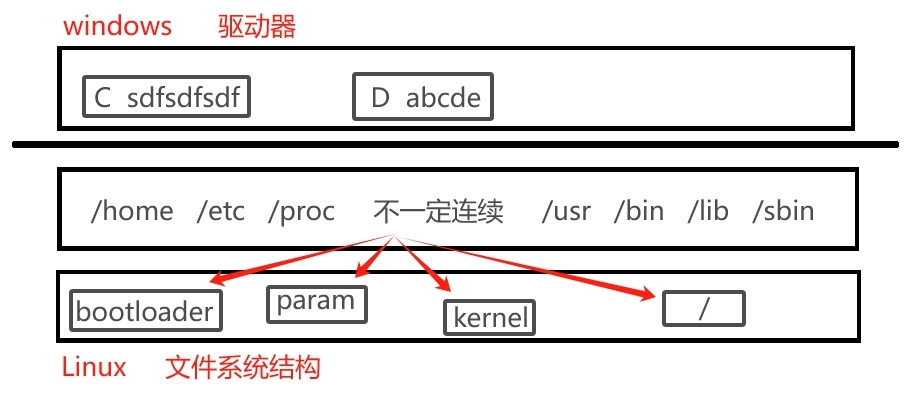 windows 驱动器
C sdfsdfsdf D abcde
/home /etc /proc 不一定连续 /usr /bin /lib /sbin
bootloader param kernel /
Linux 文件系统结构